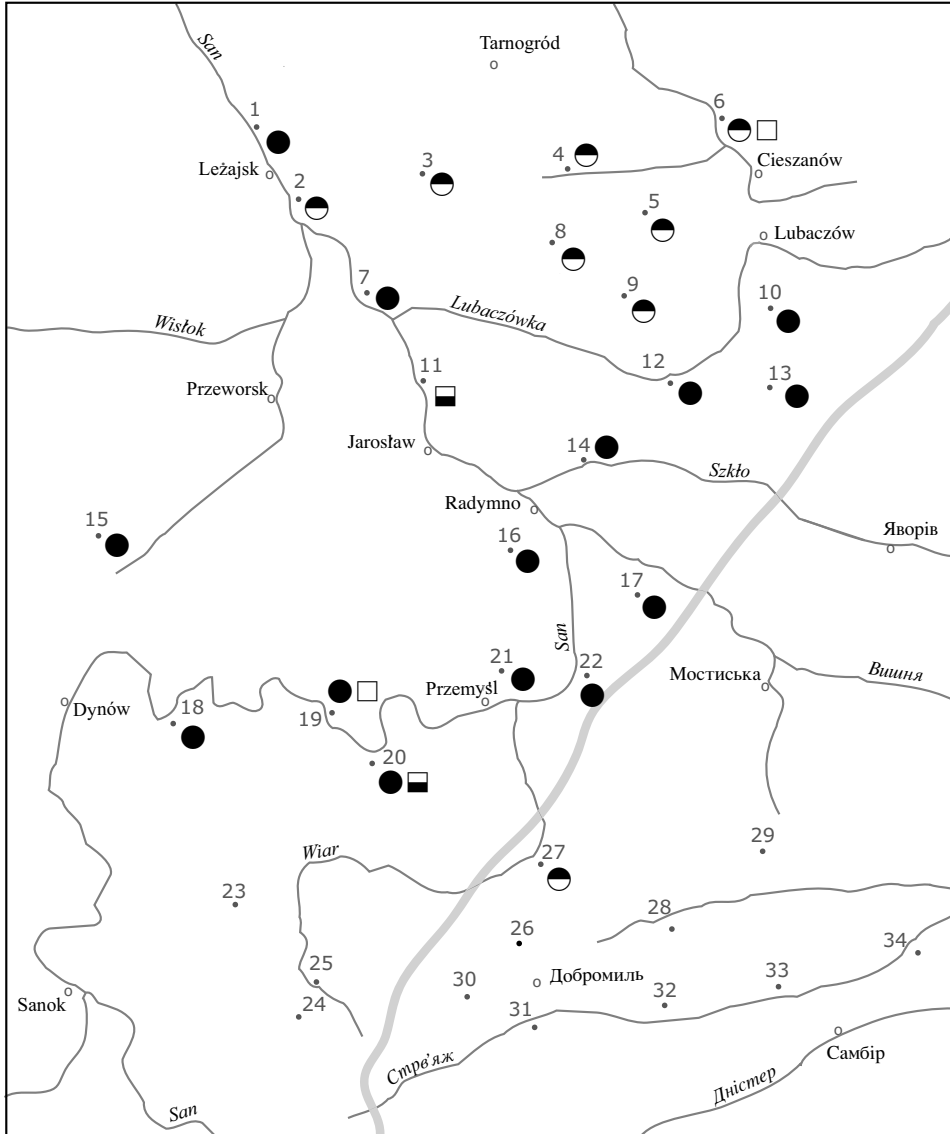 San
Tarnogród
1
6
3
4
Leżajsk
Cieszanów
2
5
8
Lubaczów
7
9
10
Wisłok
Lubaczówka
11
12
13
Przeworsk
14
Jarosław
Szkło
Radymno
15
16
Яворів
17
San
21
22
Przemyśl
Мостиська
Вишня
Dynów
18
19
20
Wiar
27
29
23
28
26
34
25
30
Добромиль
33
Sanok
24
31
32
Самбір
Стрв'яж
Дністер
San